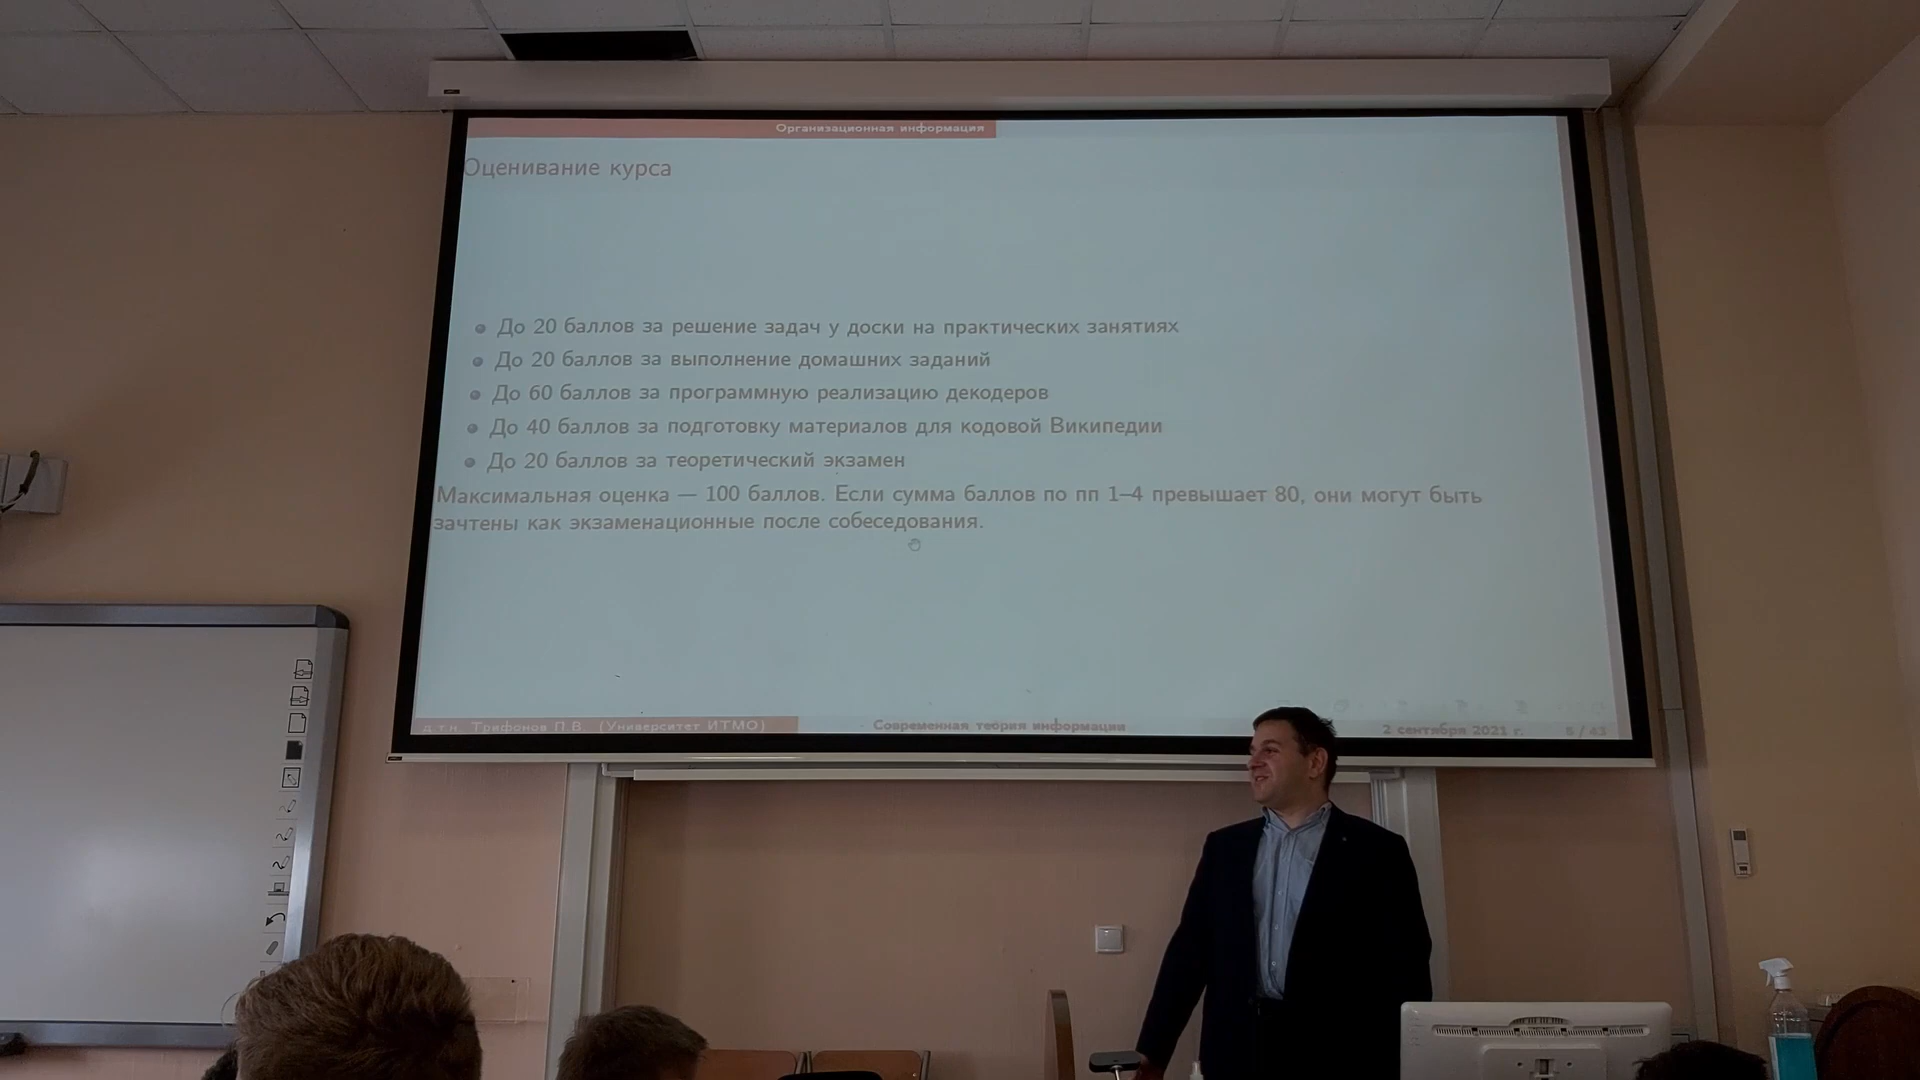 Организационная информация
Оценивание курса
До 20 баллов за решение задач у доски на практических занятиях
До 20 баллов за выполнение домашних заданий
До 60 баллов за программную реализацию декодеров
До 40 баллов за подготовку материалов для кодовой Википедии
До 20 баллов за теоретический экзамен
Максимальная оценка — 100 баллов. Если сумма баллов по пп 1–4 превышает 80, они могут быть
зачтены как экзаменационные после собеседования.
д.т.н. Трифонов П.В. (Университет ИТМО)
Современная теория информации
2 сентября 2021 г.